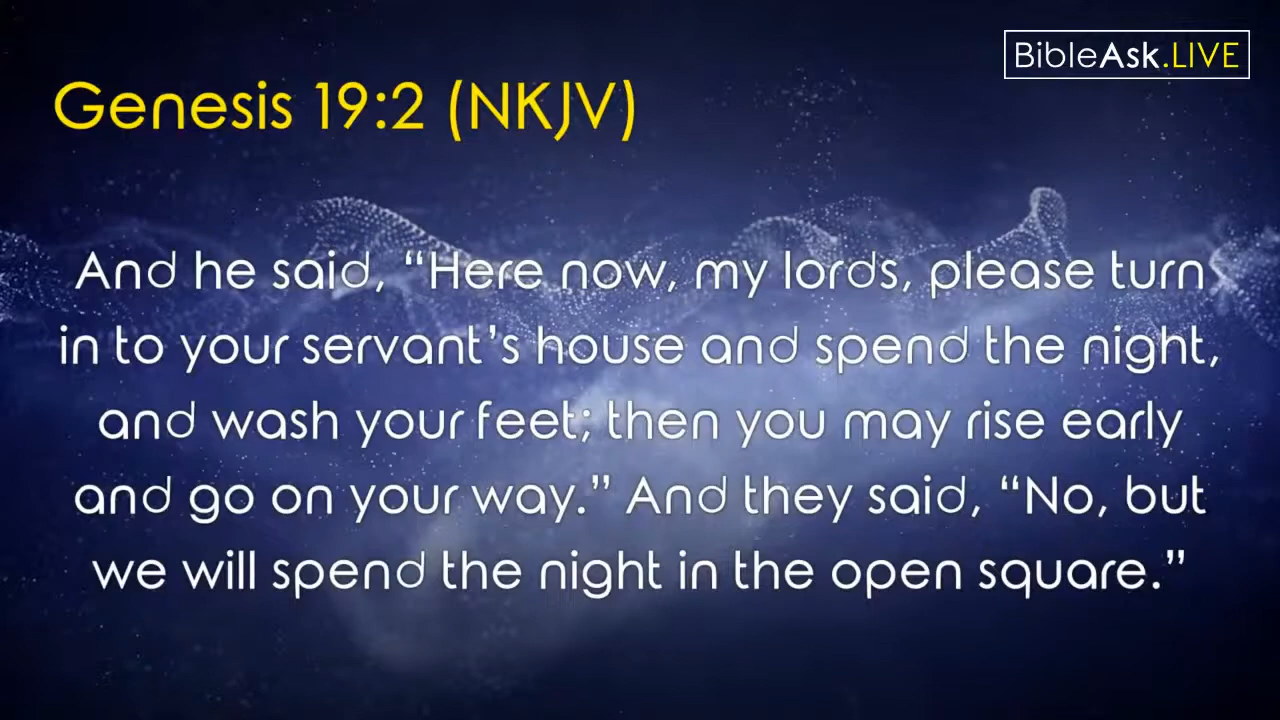 BibleAsk.LIVE
Genesis 19:2 (NKJV)
And he said, “Here now, my lords, please turn
in to your servant’s house and spend the night,
and wash your feet; then you may rise early
and go on your way.” And they said, “No, but
we will spend the night in the open square.”